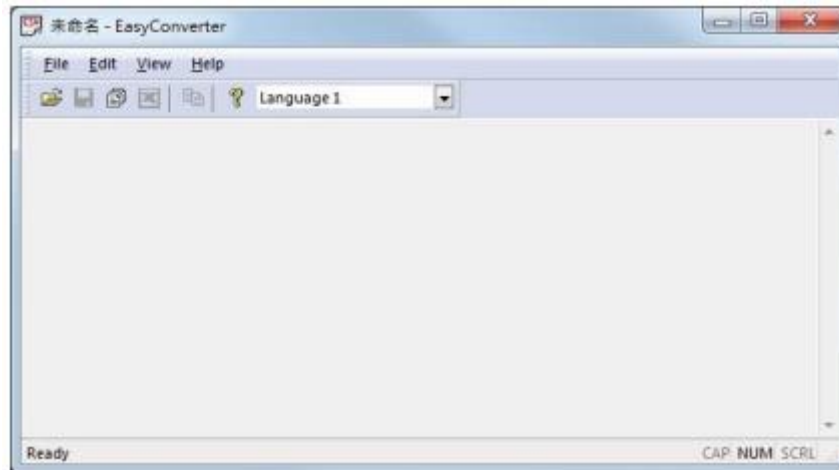 未命名 - EasyConverter
File Edit View Help
Language 1
Ready
CAP NUM SCRL